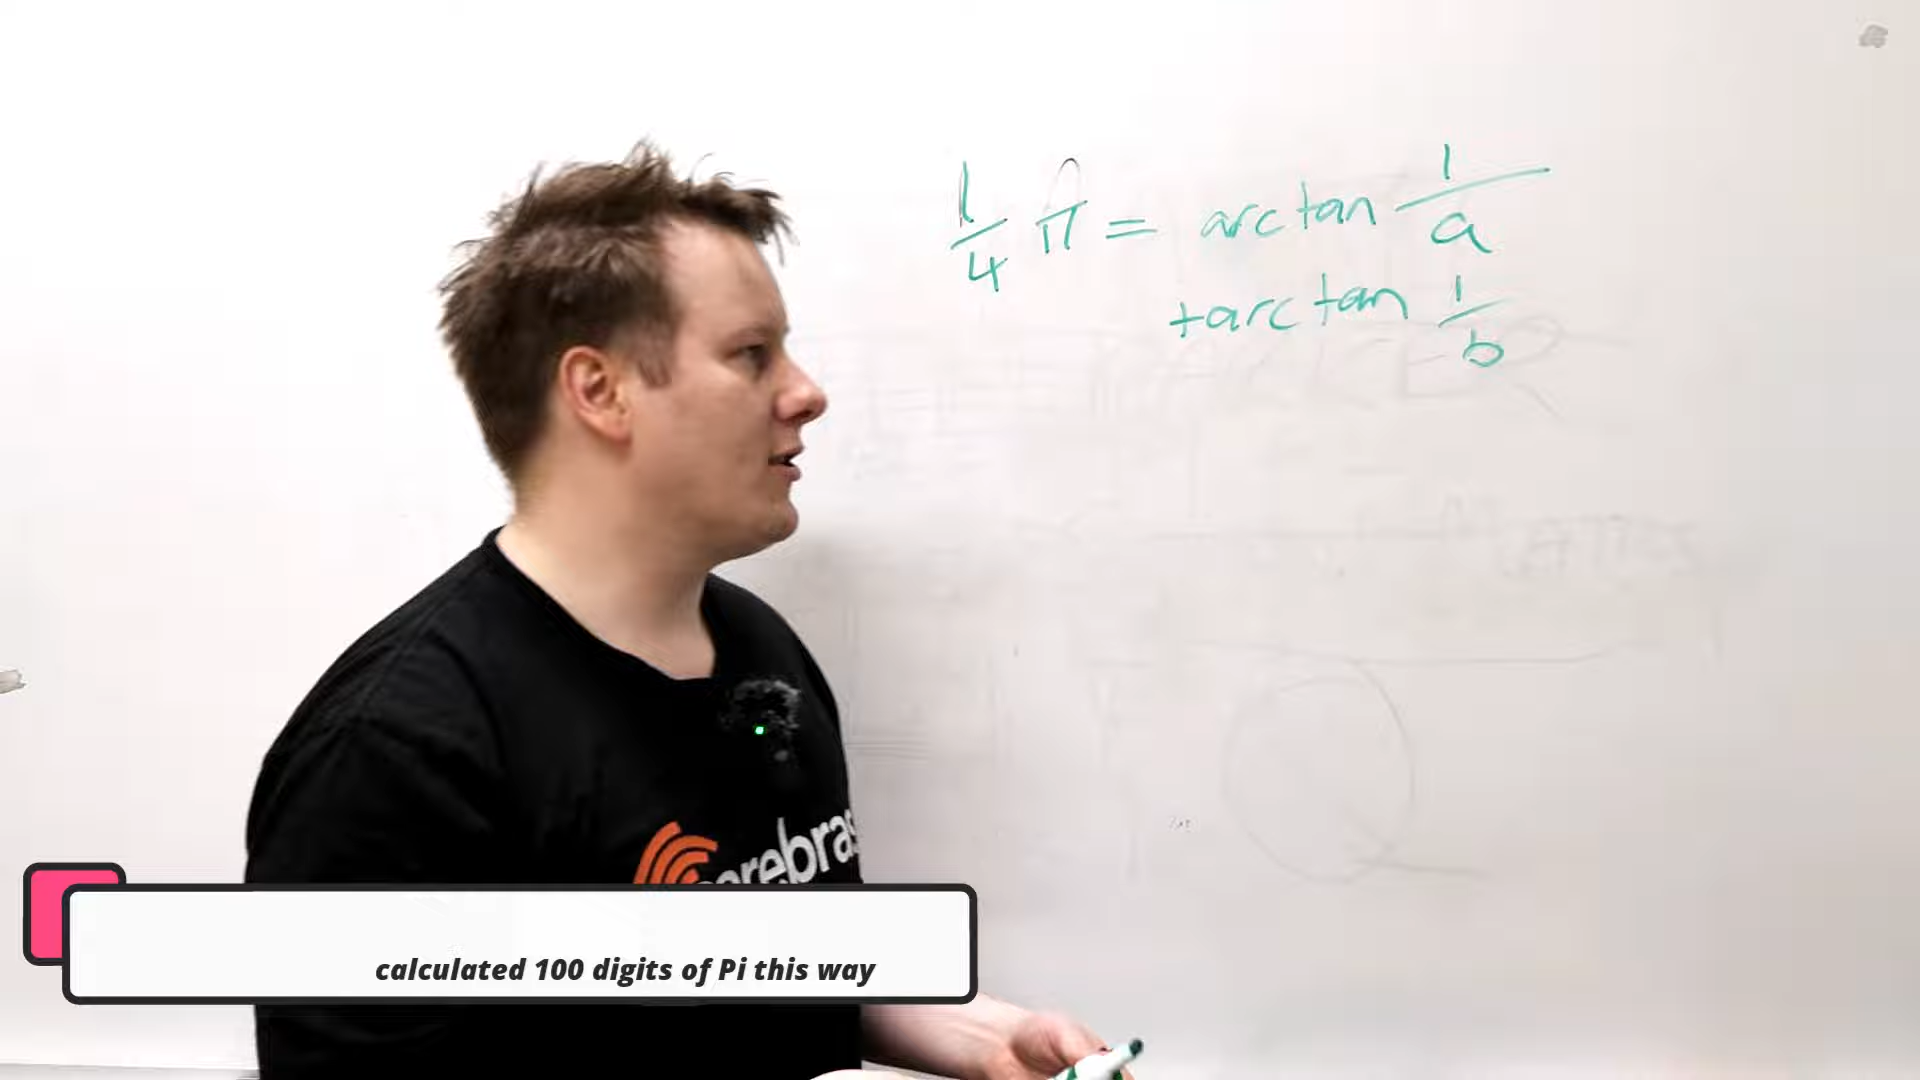 1/4 π = arctan 1/a
+arctan 1/b
cerebras
calculated 100 digits of Pi this way